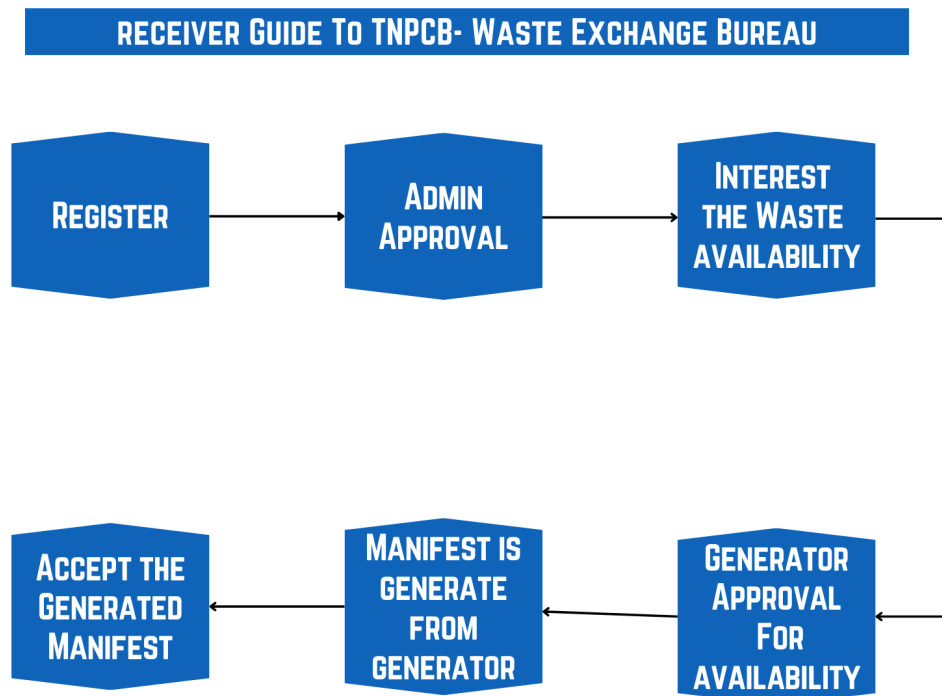 RECEIVER GUIDE TO TNPCB- WASTE EXCHANGE BUREAU
REGISTER
ADMIN
APPROVAL
INTEREST
THE WASTE
AVAILABILITY
GENERATOR
APPROVAL
FOR
AVAILABILITY
MANIFEST IS
GENERATE
FROM
GENERATOR
ACCEPT THE
GENERATED
MANIFEST